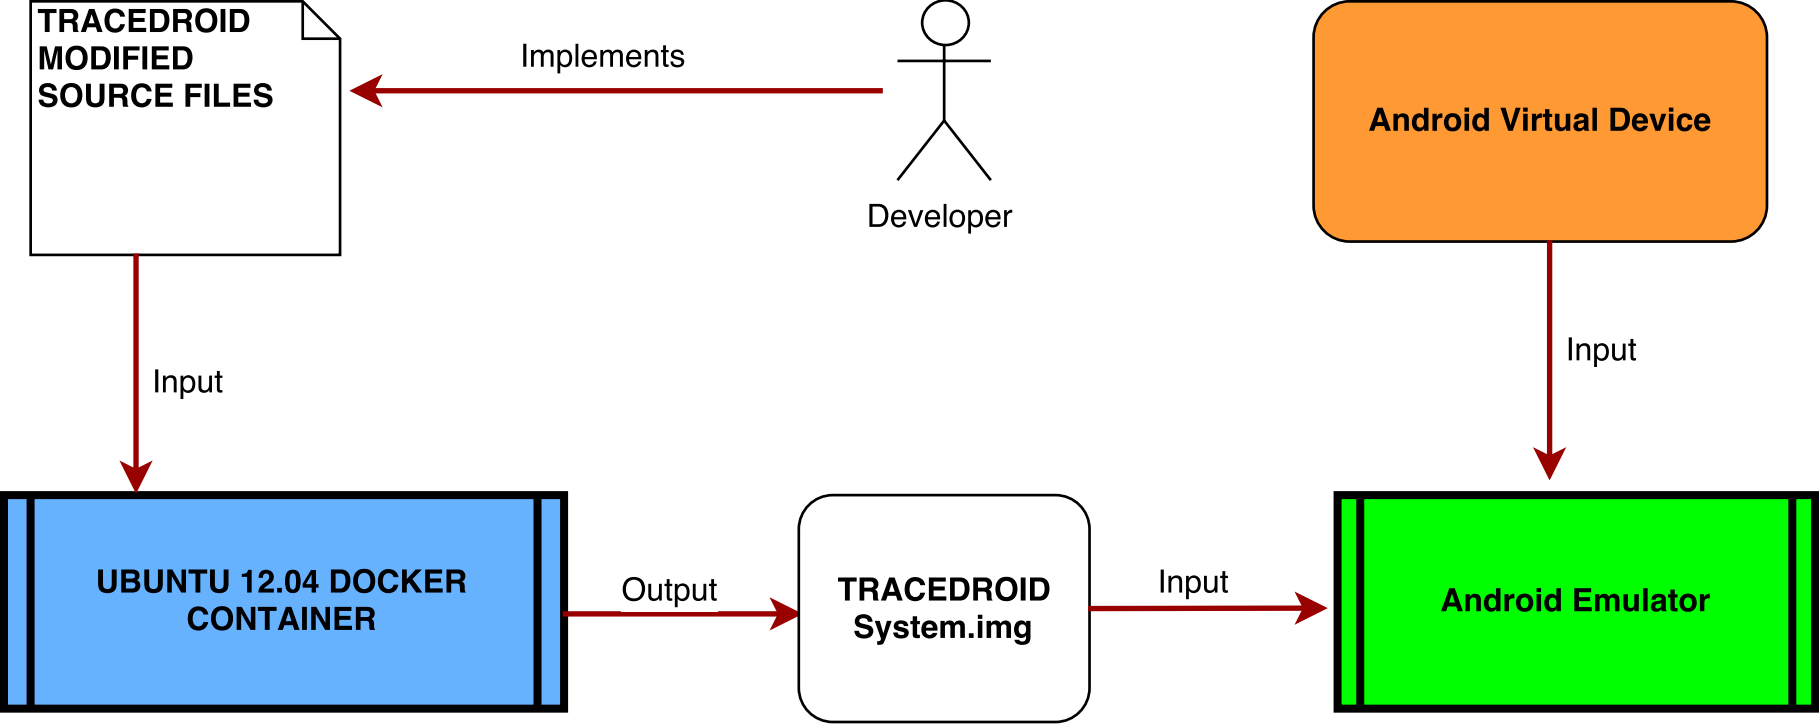 TRACEDROID
MODIFIED
SOURCE FILES
Implements
Developer
Android Virtual Device
Input
Input
UBUNTU 12.04 DOCKER
CONTAINER
Output
TRACEDROID
System.img
Input
Android Emulator